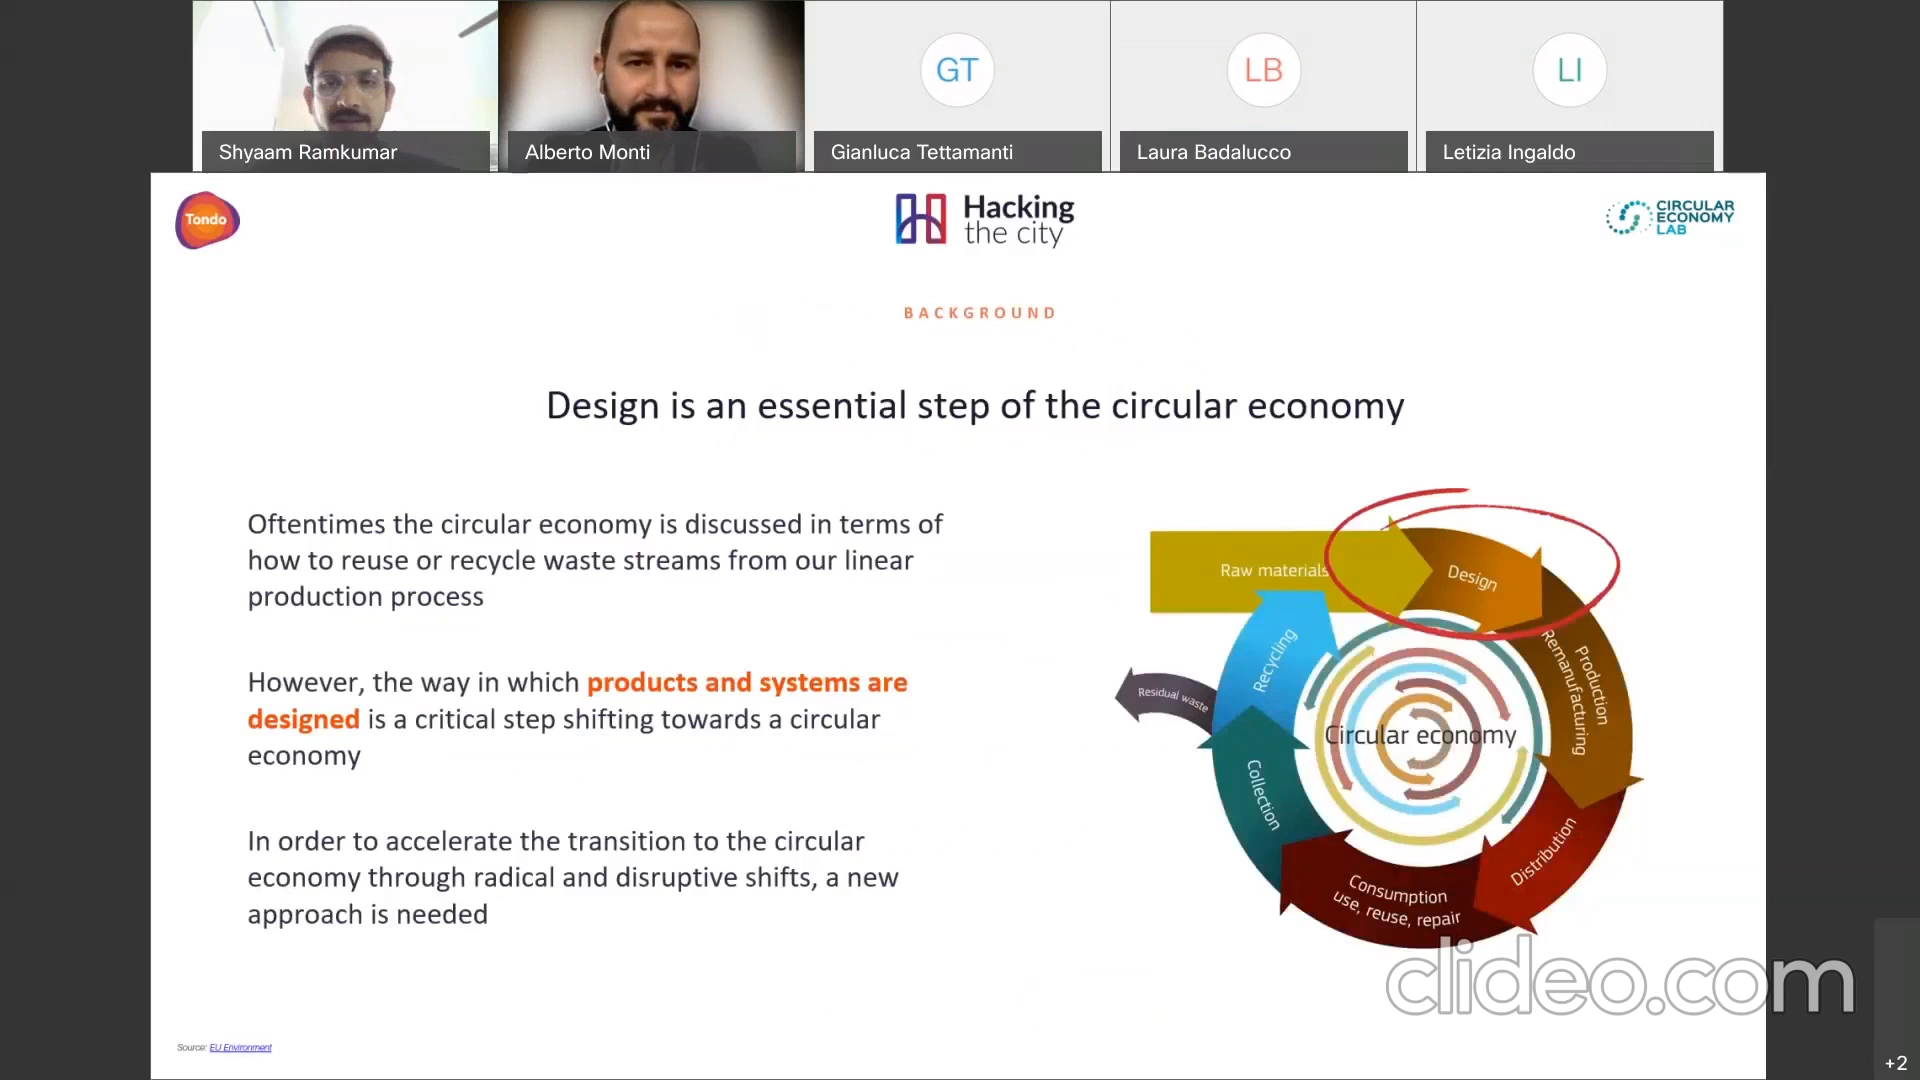 GT
LB
LI
Shyaam Ramkumar
Alberto Monti
Gianluca Tettamanti
Laura Badalucco
Letizia Ingaldo
Tondo
Hacking
the city
CIRCULAR
ECONOMY
LAB
BACKGROUND
Design is an essential step of the circular economy
Oftentimes the circular economy is discussed in terms of
how to reuse or recycle waste streams from our linear
production process
However, the way in which products and systems are
designed is a critical step shifting towards a circular
economy
In order to accelerate the transition to the circular
economy through radical and disruptive shifts, a new
approach is needed
Raw materials
Design
Production
Remanufacturing
Distribution
Consumption
use, reuse, repair
Collection
Recycling
Residual waste
Circular economy
clideo.com
Source: EU Environment
+2